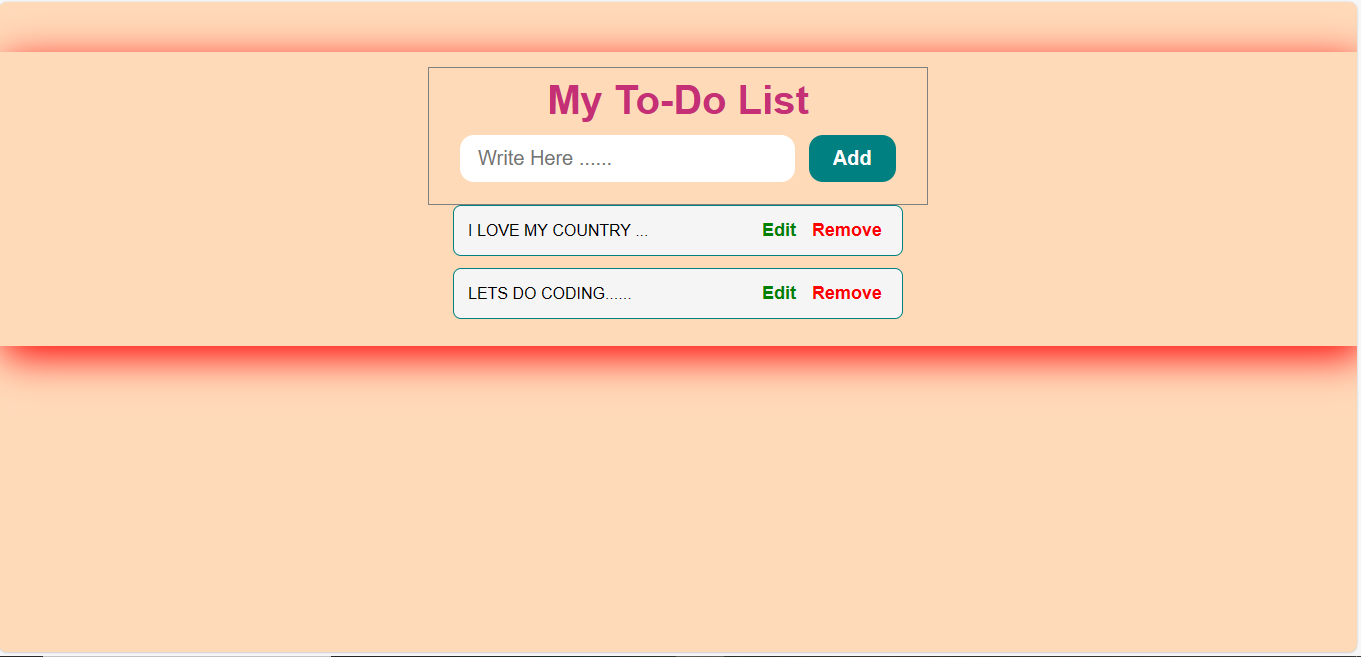 My To-Do List
Write Here ......
Add
I LOVE MY COUNTRY ... Edit Remove
LETS DO CODING...... Edit Remove